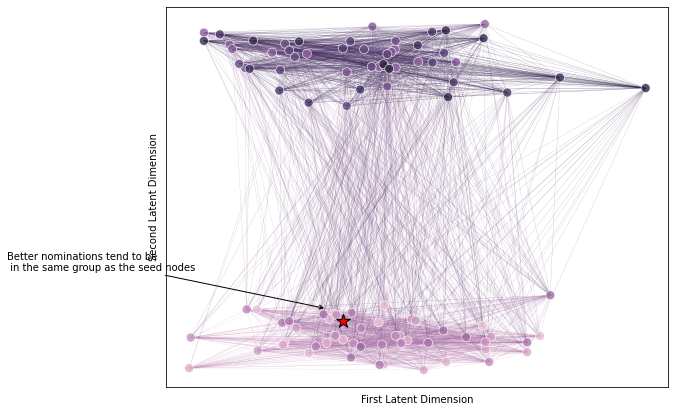 Second Latent Dimension
Better nominations tend to be
in the same group as the seed nodes
First Latent Dimension